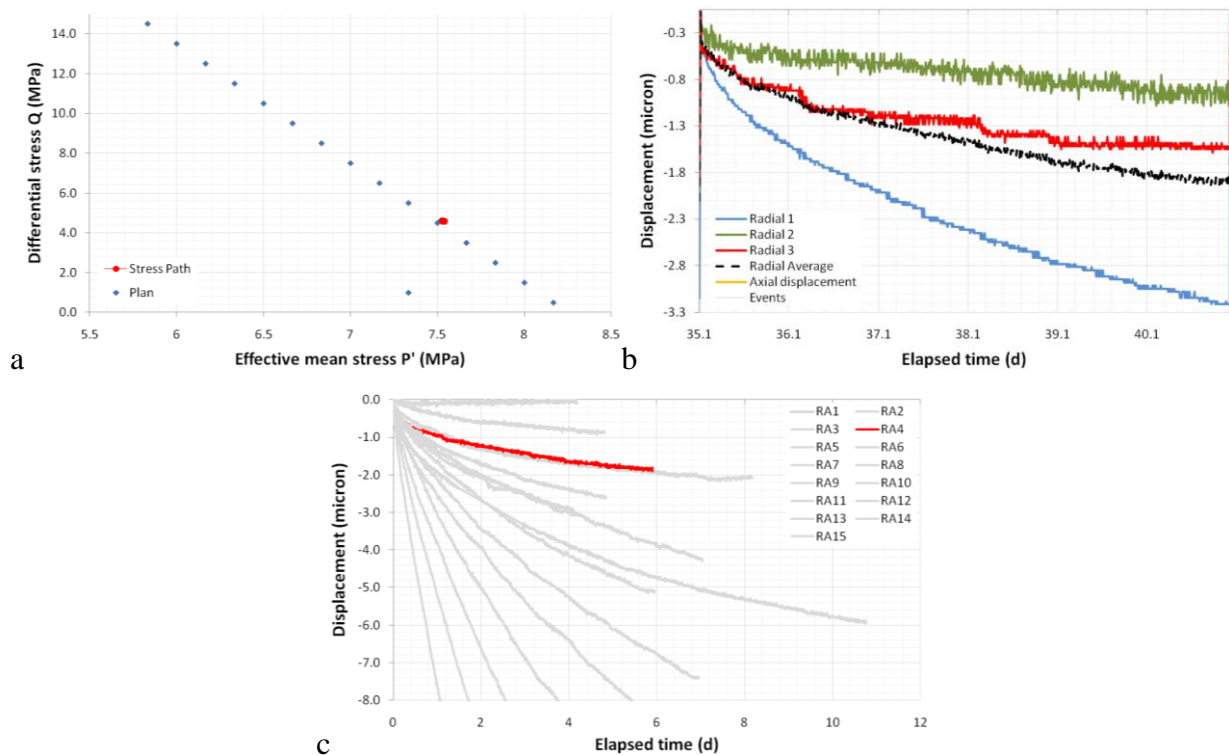 14.0
12.0
10.0
8.0
6.0
4.0
2.0
0.0
Differential stress Q (MPa)
Stress Path
Plan
5.5 6 6.5 7 7.5 8 8.5
Effective mean stress P' (MPa)
a
-0.3
-0.8
-1.3
-1.8
-2.3
-2.8
-3.3
Displacement (micron)
Radial 1
Radial 2
Radial 3
Radial Average
Axial displacement
Events
35.1 36.1 37.1 38.1 39.1 40.1
Elapsed time (d)
b
0.0
-1.0
-2.0
-3.0
-4.0
-5.0
-6.0
-7.0
-8.0
Displacement (micron)
RA1 RA2
RA3 RA4
RA5 RA6
RA7 RA8
RA9 RA10
RA11 RA12
RA13 RA14
RA15
0 2 4 6 8 10 12
Elapsed time (d)
c